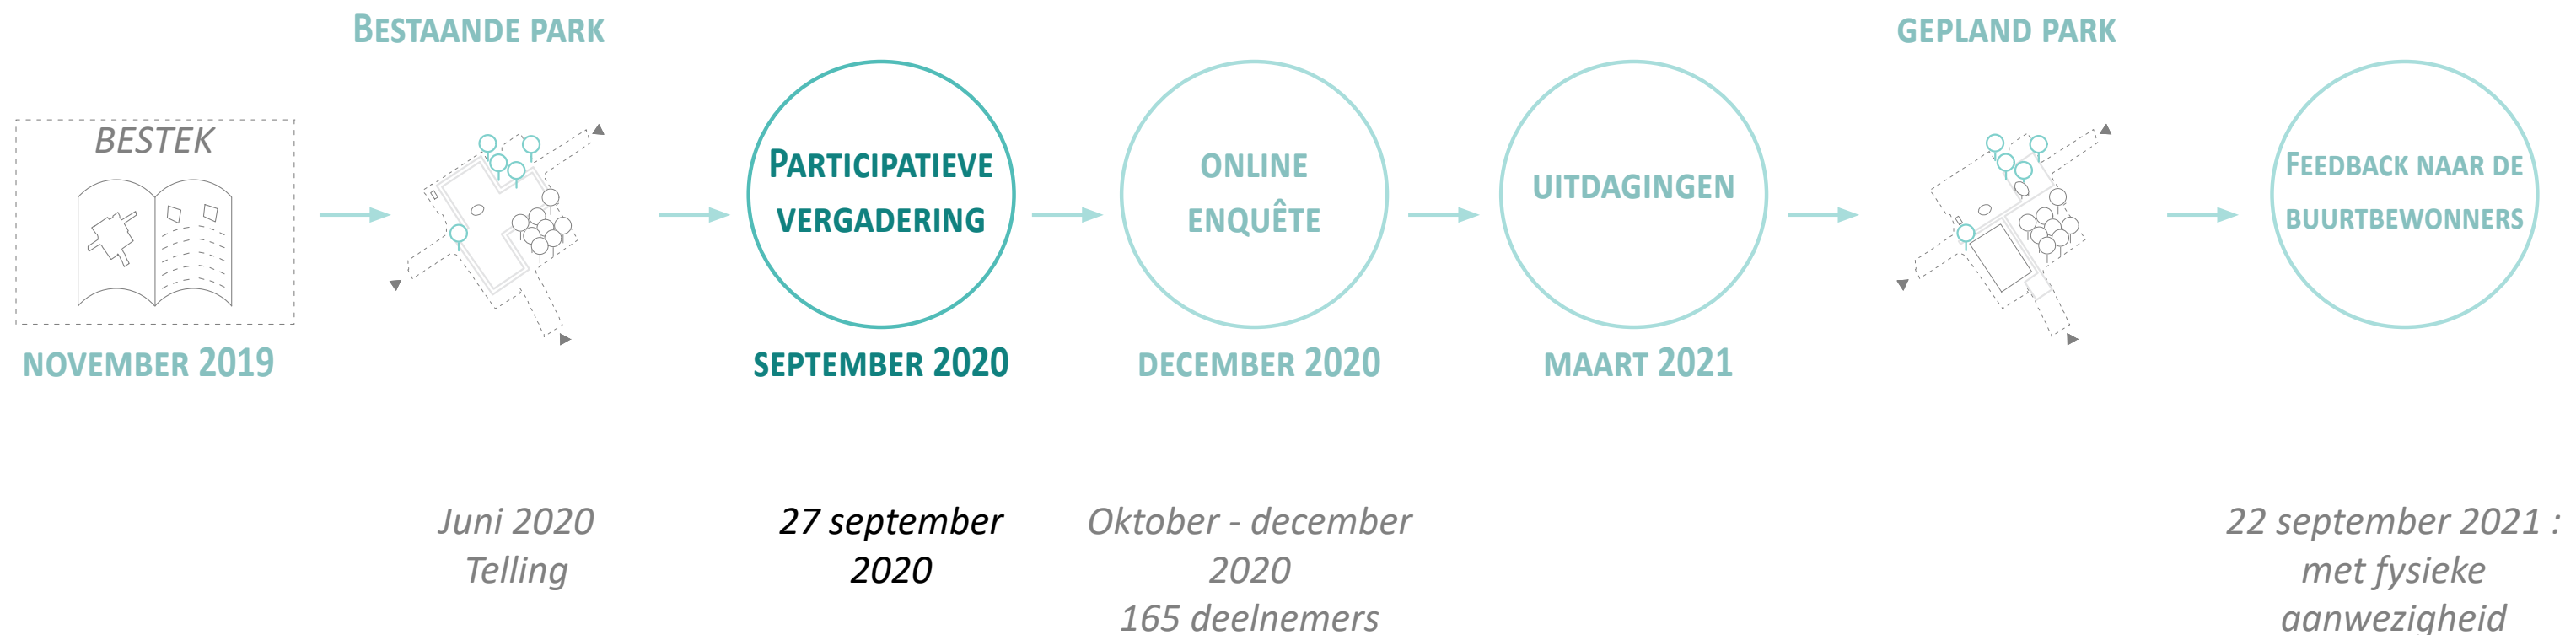 BESTAANDE PARK
GEPLAND PARK
BESTEK
PARTICIPATIEVE
VERGADERING
ONLINE
ENQUÊTE
UITDAGINGEN
FEEDBACK NAAR DE
BUURTBEWONNERS
NOVEMBER 2019
SEPTEMBER 2020
DECEMBER 2020
MAART 2021
Juni 2020
Telling
27 september
2020
Oktober - december
2020
165 deelnemers
22 september 2021 :
met fysieke
aanwezigheid